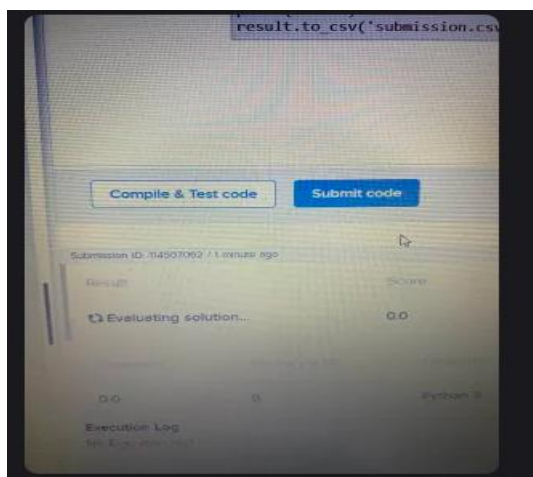 result.to_csv('submission.csv
Compile & Test code
Submit code
Submission ID: 114507062 / 1 minute ago
Result
Score
Evaluating solution...
0.0
0.0
0
Python 3
Execution Log